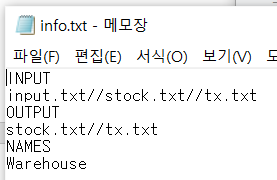 info.txt - 메모장
파일(F) 편집(E) 서식(O) 보기(V)
INPUT
input.txt//stock.txt//tx.txt
OUTPUT
stock.txt//tx.txt
NAMES
Warehouse